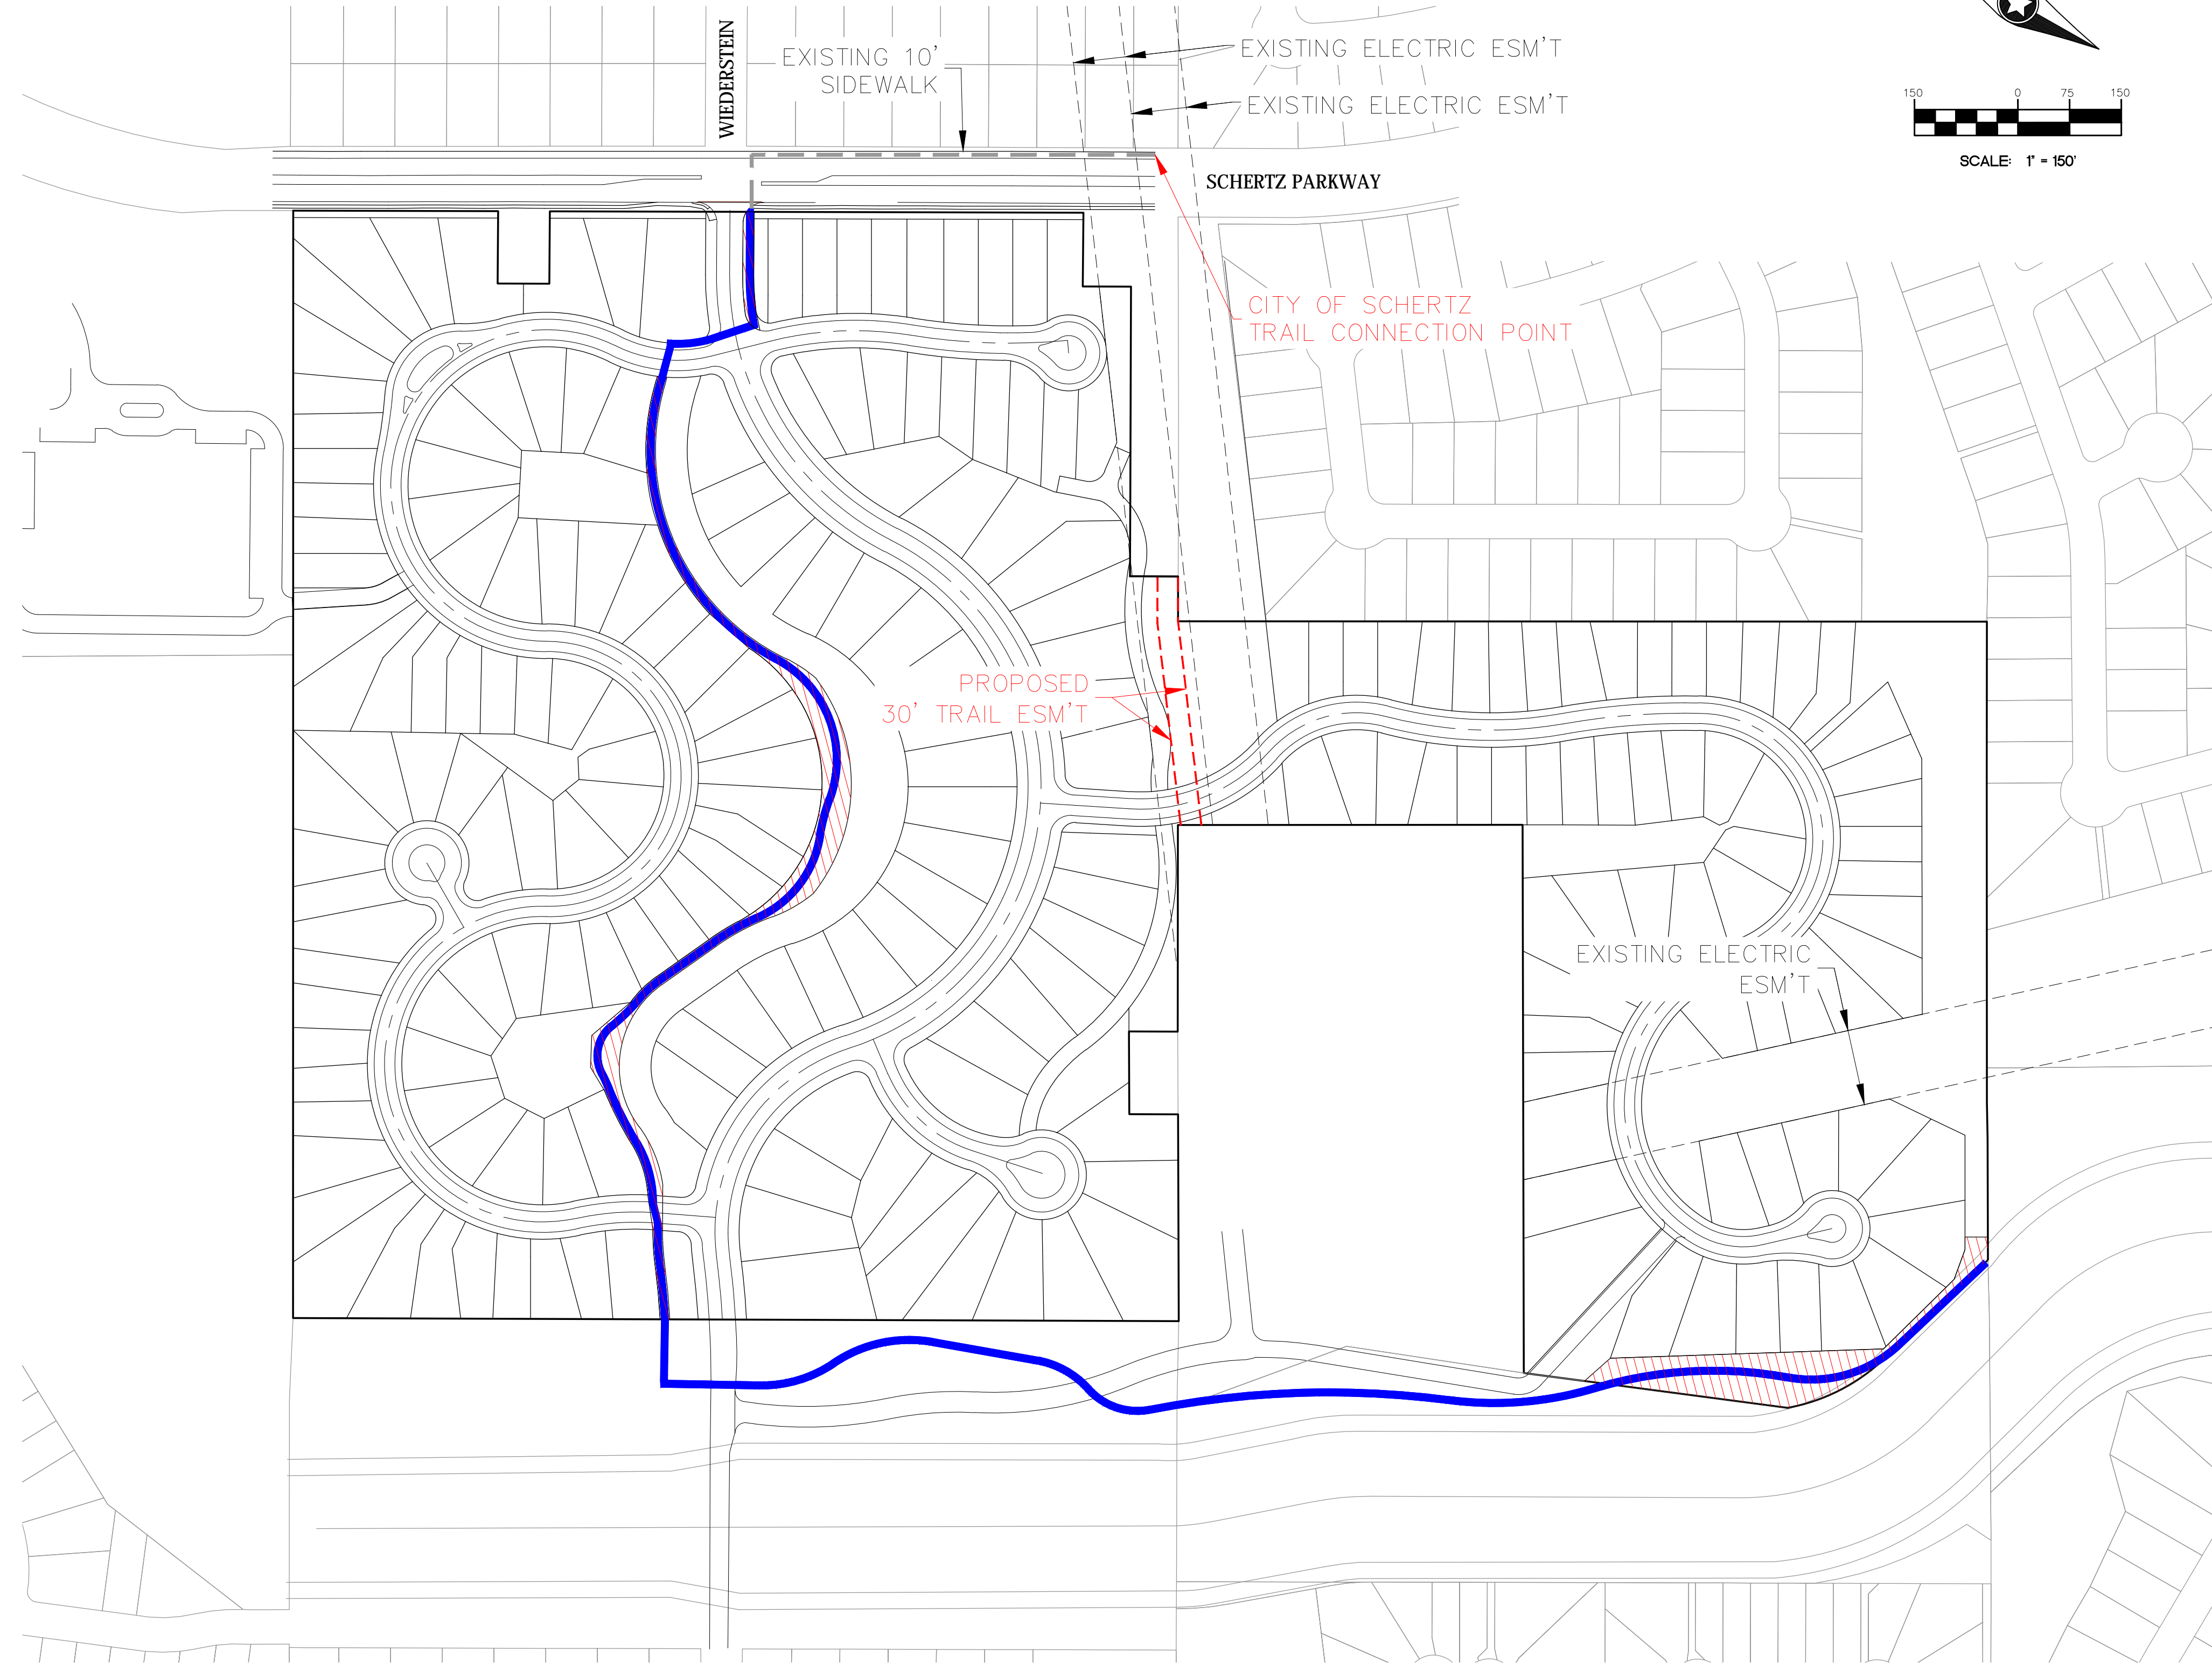 WIEDERSTEIN
EXISTING 10'
SIDEWALK
EXISTING ELECTRIC ESM'T
EXISTING ELECTRIC ESM'T
150 0 75 150
SCALE: 1" = 150'
SCHERTZ PARKWAY
CITY OF SCHERTZ
TRAIL CONNECTION POINT
PROPOSED
30' TRAIL ESM'T
EXISTING ELECTRIC
ESM'T